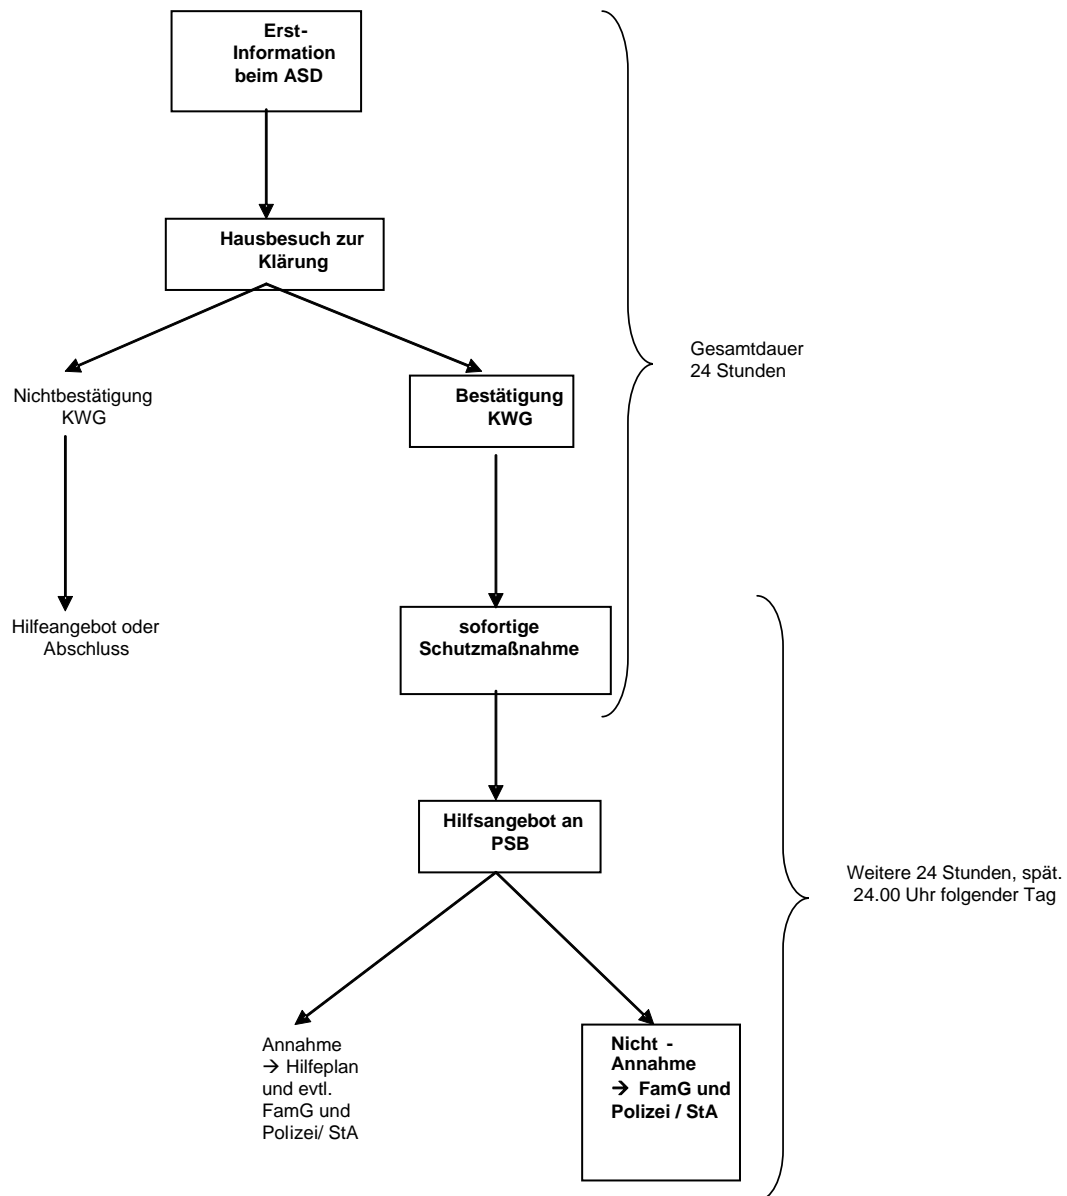 Erst-
Information
beim ASD
Hausbesuch zur
Klärung
Gesamtdauer
24 Stunden
Nichtbestätigung
KWG
Bestätigung
KWG
Hilfeangebot oder
Abschluss
sofortige
Schutzmaßnahme
Hilfsangebot an
PSB
Weitere 24 Stunden, spät.
24.00 Uhr folgender Tag
Annahme
→ Hilfeplan
und evtl.
FamG und
Polizei/ StA
Nicht -
Annahme
→ FamG und
Polizei / StA